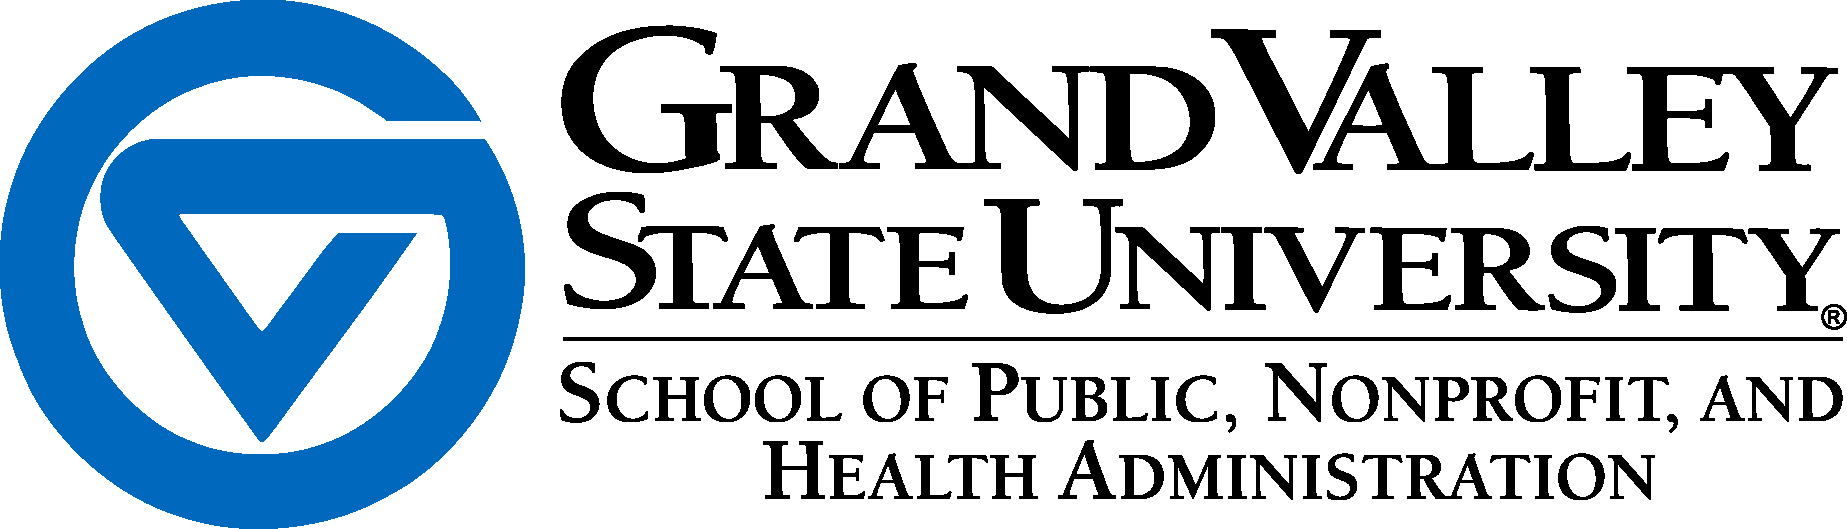 GRAND VALLEY
STATE UNIVERSITY®
SCHOOL OF PUBLIC, NONPROFIT, AND
HEALTH ADMINISTRATION